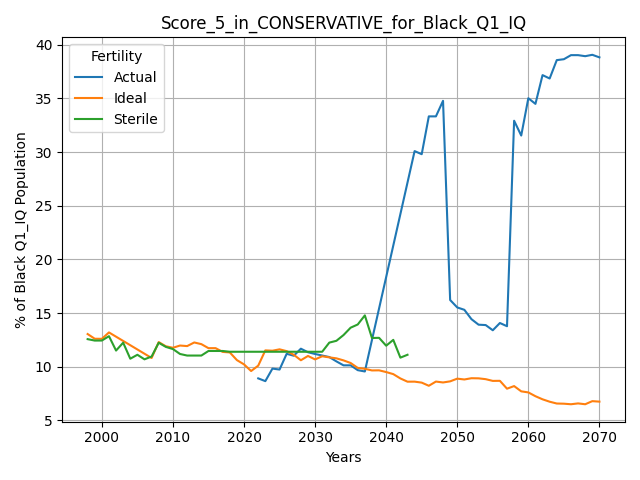 Score_5_in_CONSERVATIVE_for_Black_Q1_IQ
Fertility
Actual
Ideal
Sterile
% of Black Q1_IQ Population
40
35
30
25
20
15
10
5
2000 2010 2020 2030 2040 2050 2060 2070
Years